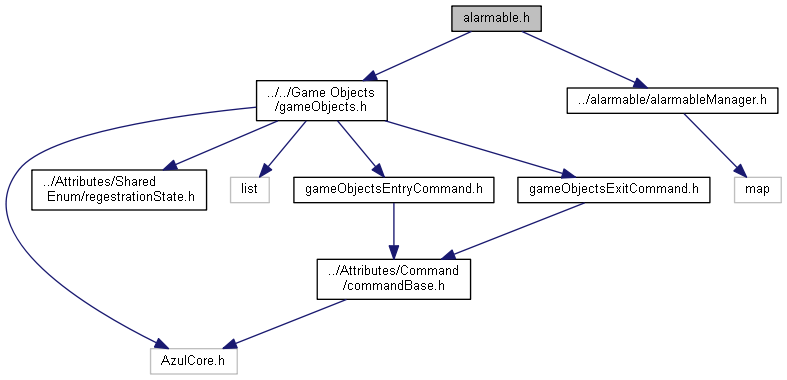 alarmable.h
../../Game Objects
/gameObjects.h
../alarmable/alarmableManager.h
../Attributes/Shared
Enum/regestrationState.h
list
gameObjectsEntryCommand.h
gameObjectsExitCommand.h
map
../Attributes/Command
/commandBase.h
AzulCore.h